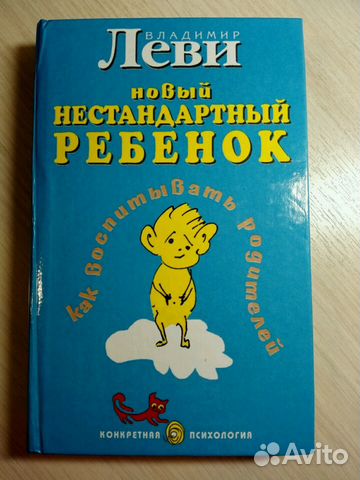 ВЛАДИМИР
Леви
новый
НЕСТАНДАРТНЫЙ
РЕБЕНОК
как воспитывать родителей
КОНКРЕТНАЯ ПСИХОЛОГИЯ
Avito